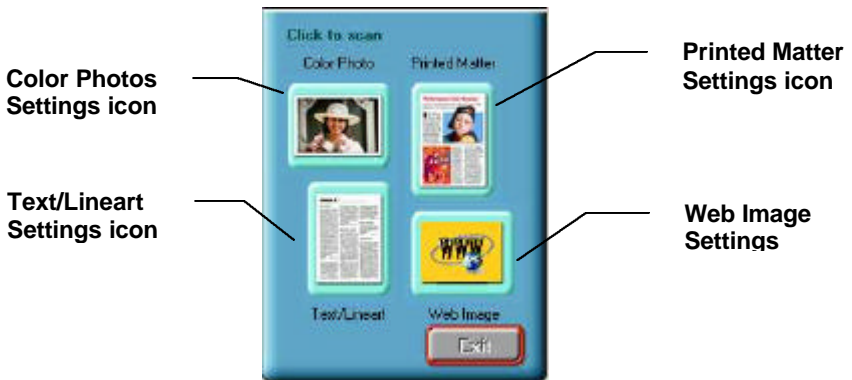 Click to scan
Color Photo
Printed Matter
Color Photos
Settings icon
Printed Matter
Settings icon
Text/Lineart
Settings icon
WWW
Web Image
Settings
Text/Lineart
Web Image
Exit